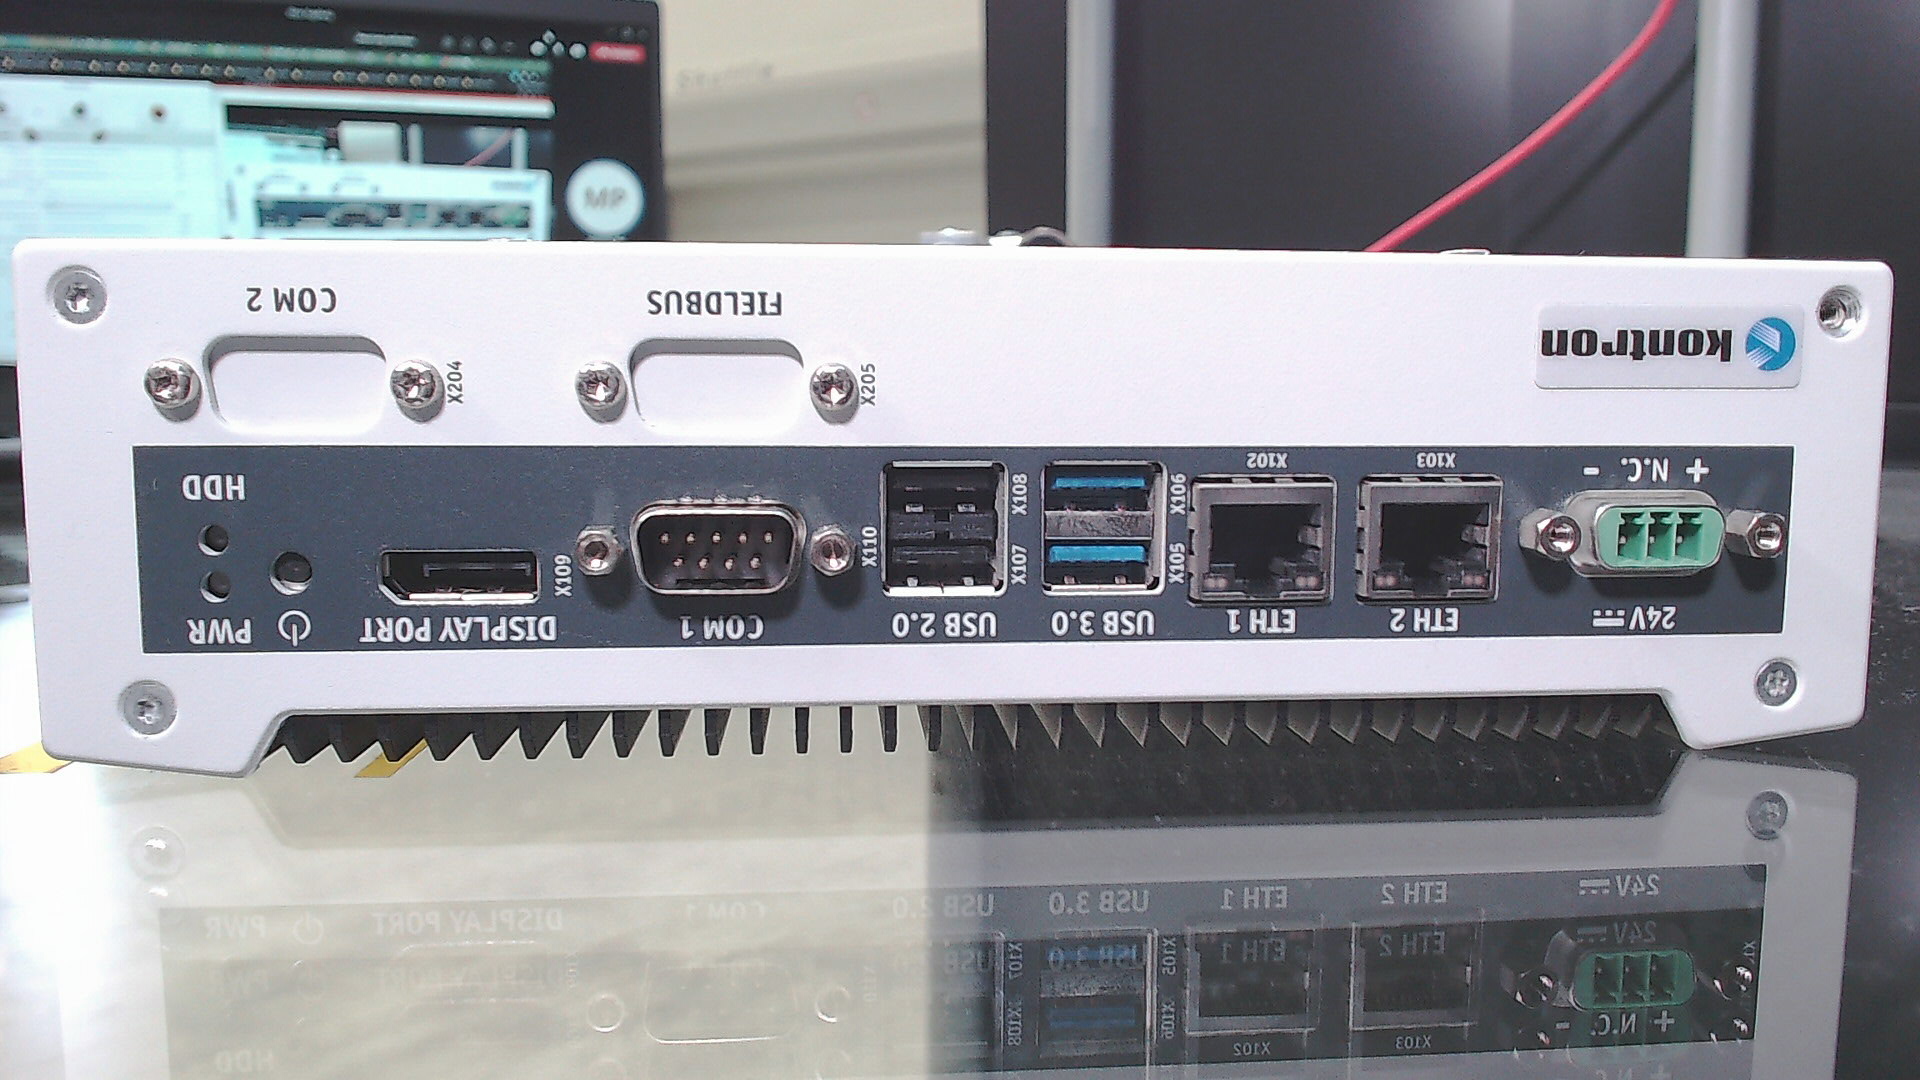 kontron
FIELDBUS
COM 2
X205
X204
+ N.C. -
X103
X102
X106
X105
X108
X107
X110
X109
HDD
24V
ETH 2
ETH 1
USB 3.0
USB 2.0
COM 1
DISPLAY PORT
PWR
MP